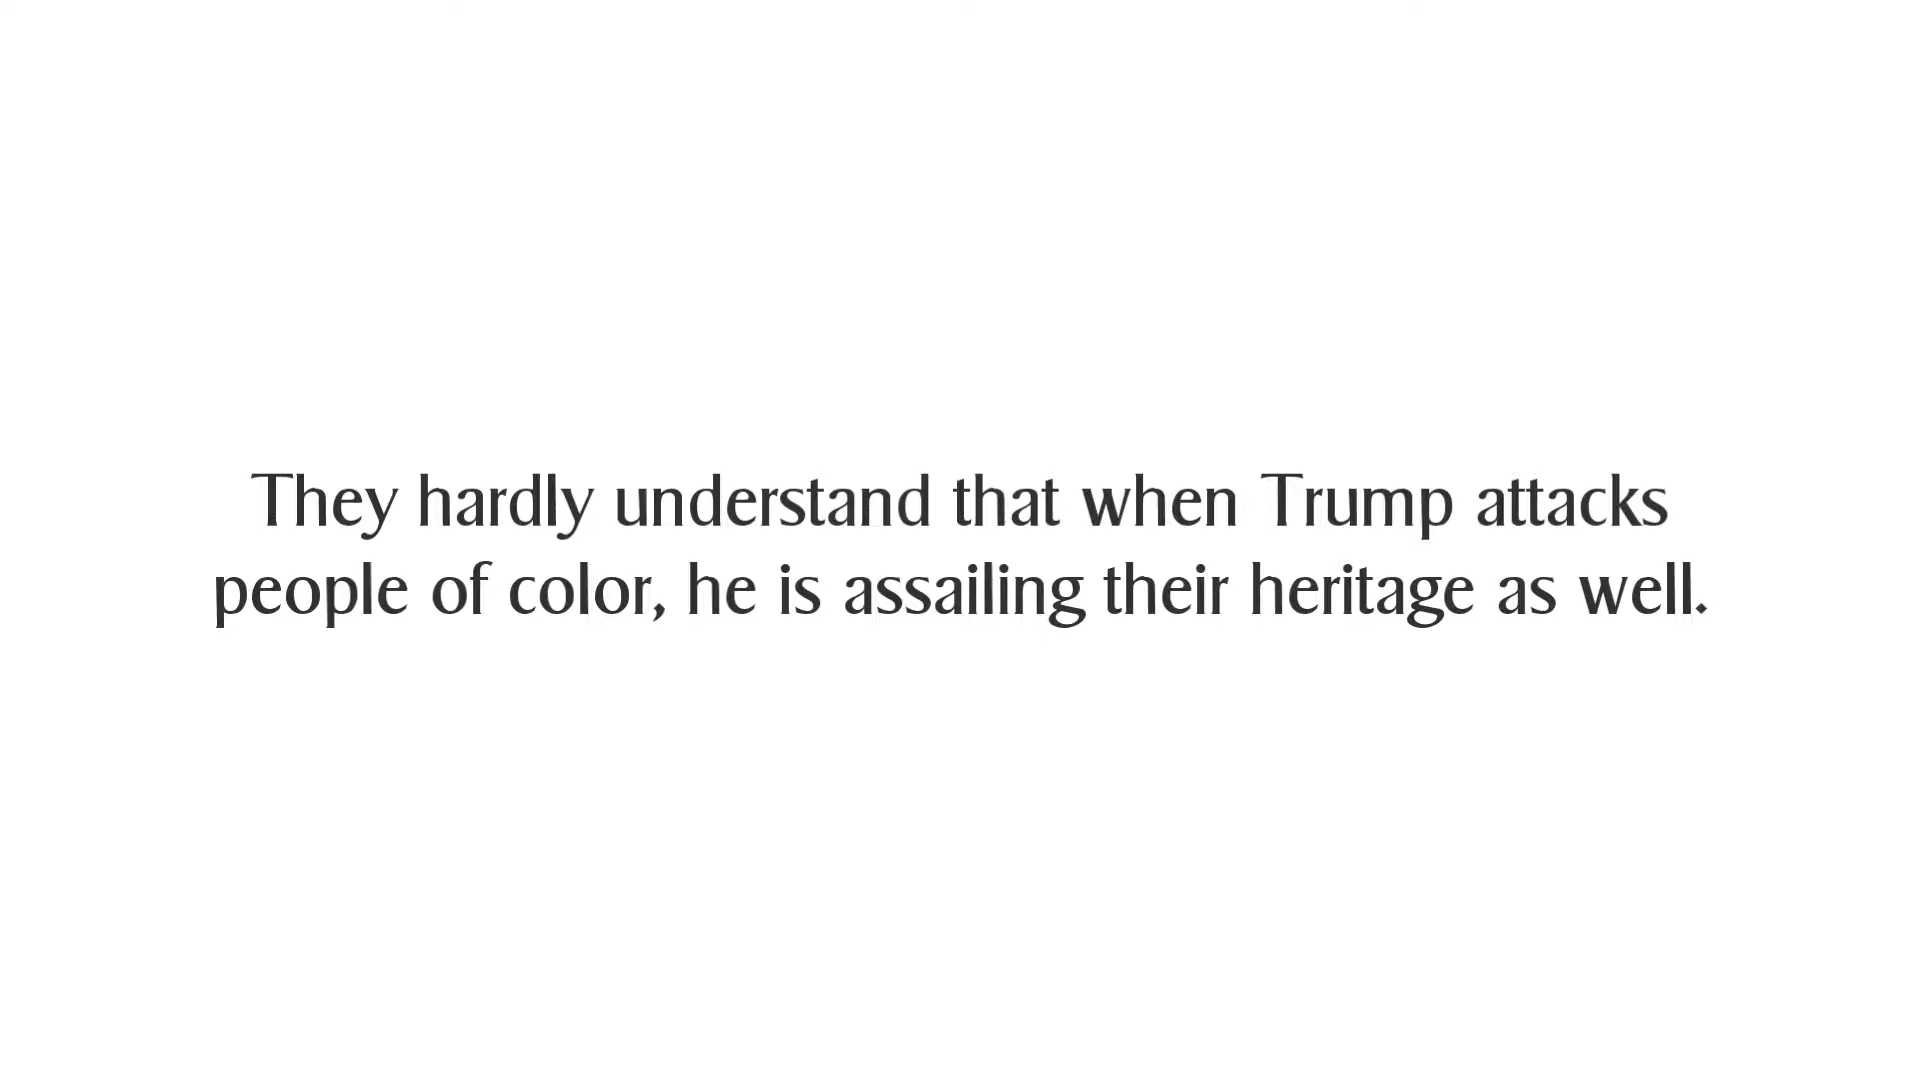 They hardly understand that when Trump attacks
people of color, he is assailing their heritage as well.